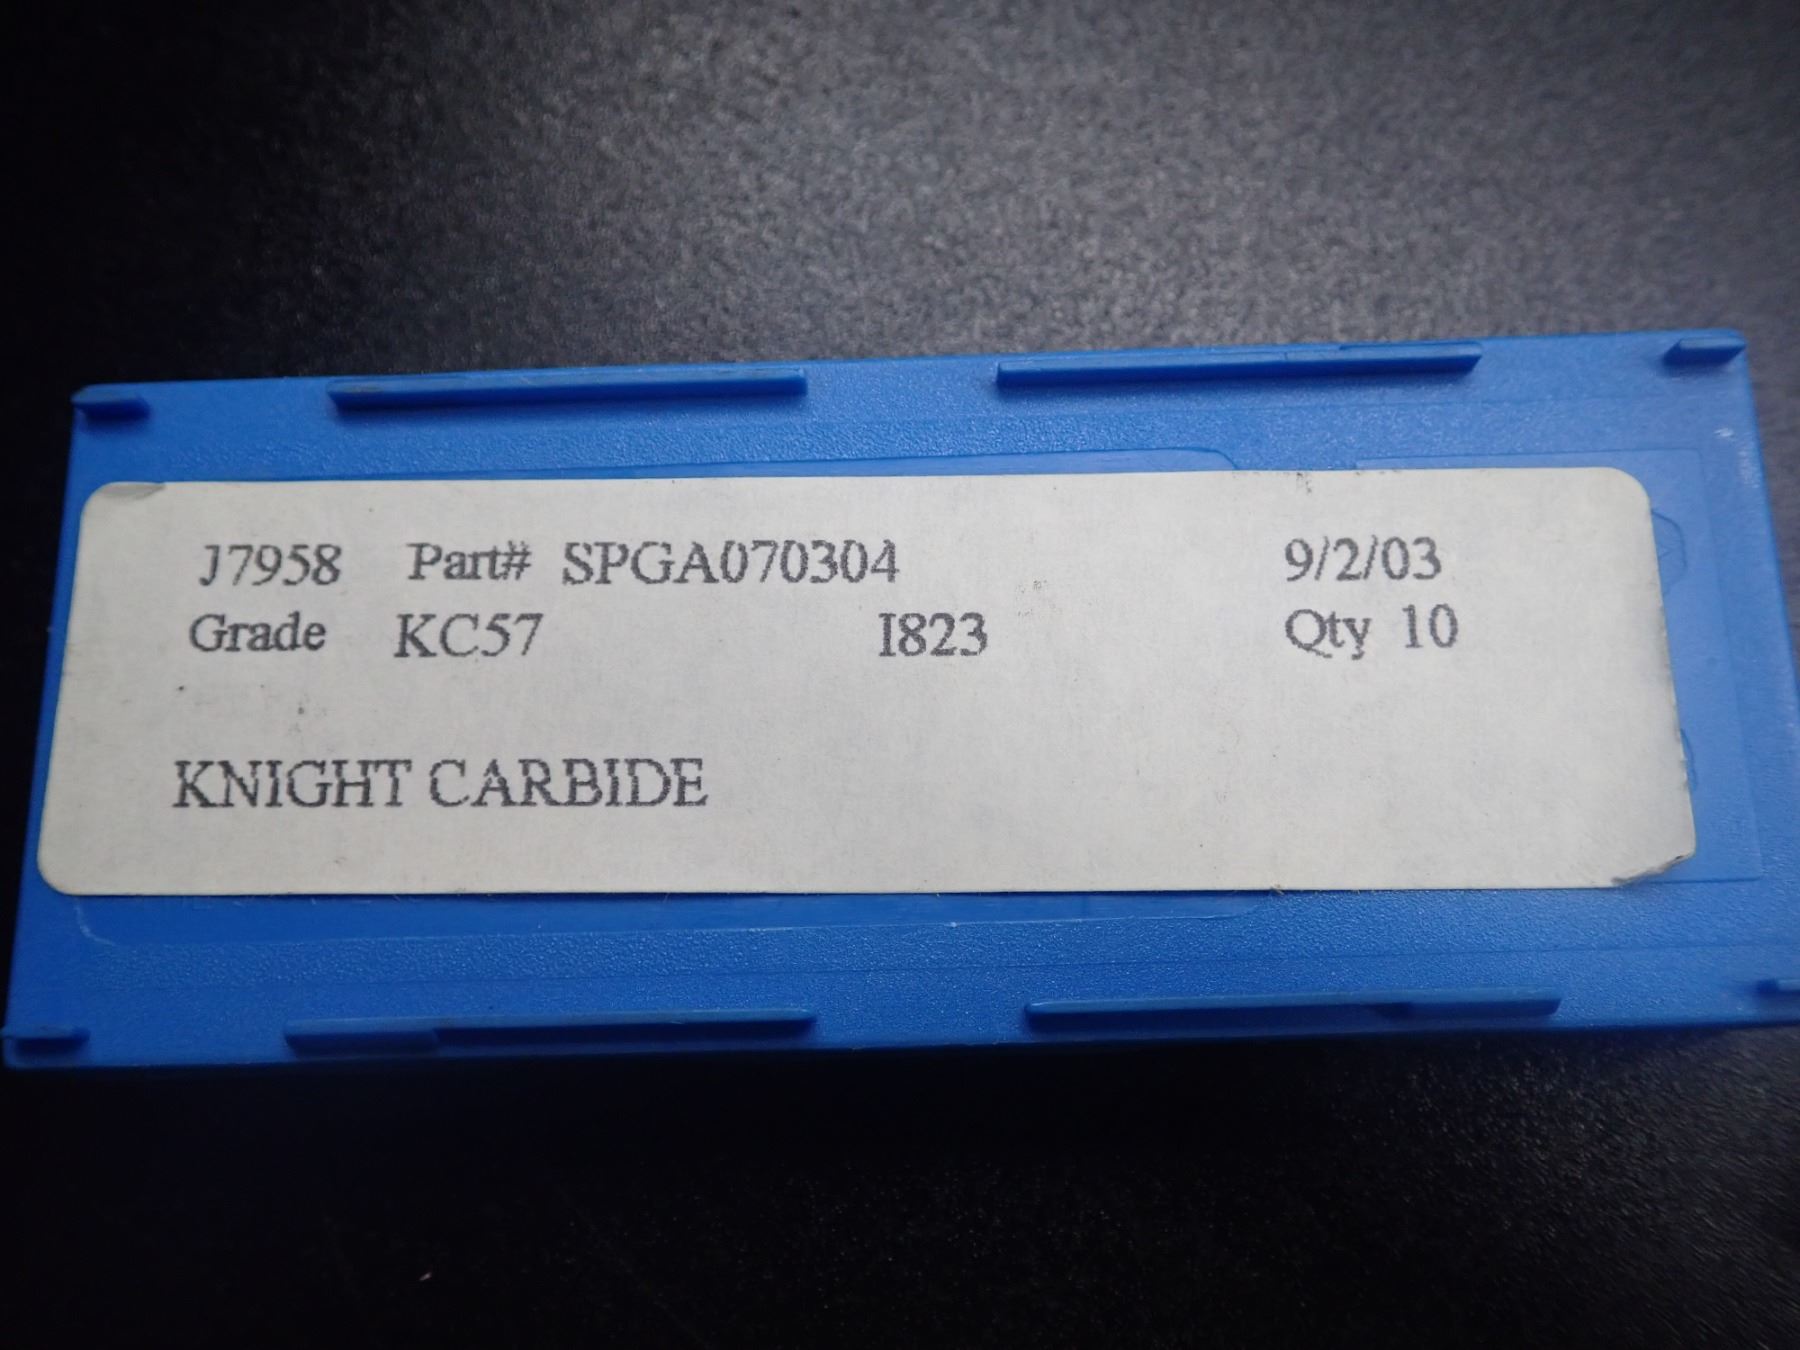 J7958 Part# SPGA070304 9/2/03
Grade KC57 I823 Qty 10
KNIGHT CARBIDE